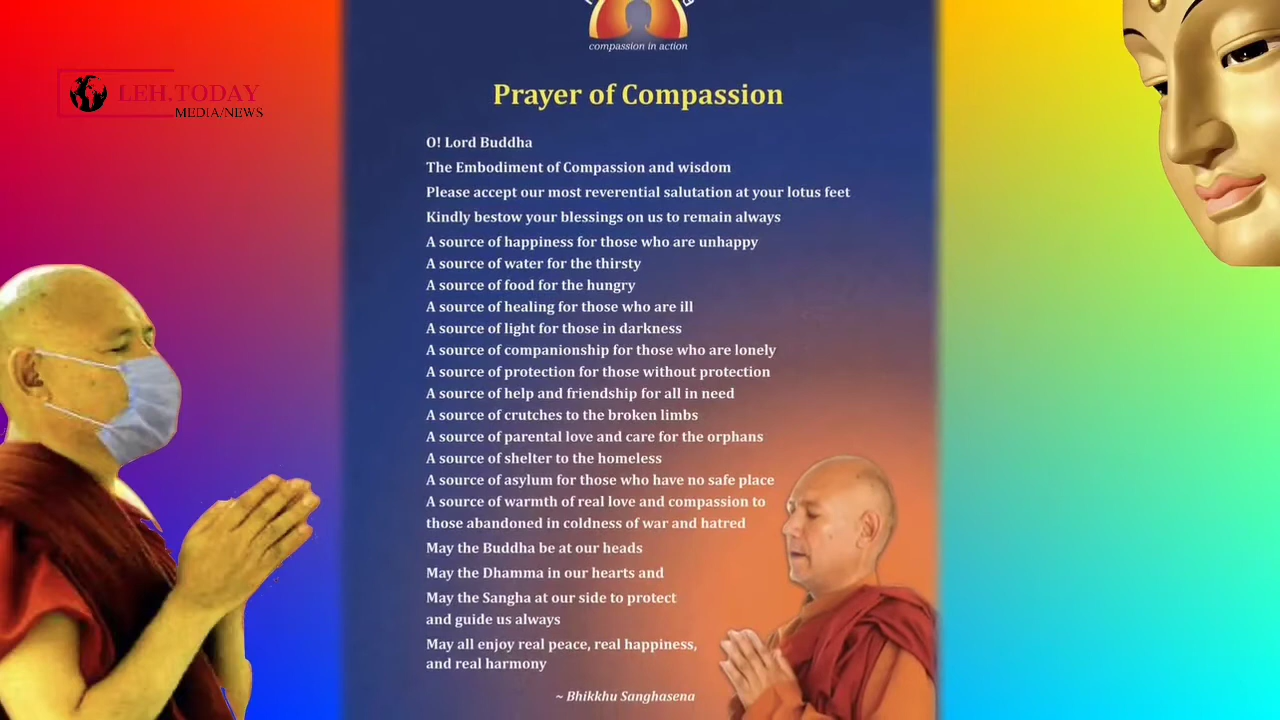 LEH.TODAY
MEDIA/NEWS
compassion in action
Prayer of Compassion
O! Lord Buddha
The Embodiment of Compassion and wisdom
Please accept our most reverential salutation at your lotus feet
Kindly bestow your blessings on us to remain always
A source of happiness for those who are unhappy
A source of water for the thirsty
A source of food for the hungry
A source of healing for those who are ill
A source of light for those in darkness
A source of companionship for those who are lonely
A source of protection for those without protection
A source of help and friendship for all in need
A source of crutches to the broken limbs
A source of parental love and care for the orphans
A source of shelter to the homeless
A source of asylum for those who have no safe place
A source of warmth of real love and compassion to
those abandoned in coldness of war and hatred
May the Buddha be at our heads
May the Dhamma in our hearts and
May the Sangha at our side to protect
and guide us always
May all enjoy real peace, real happiness,
and real harmony
~ Bhikkhu Sanghasena